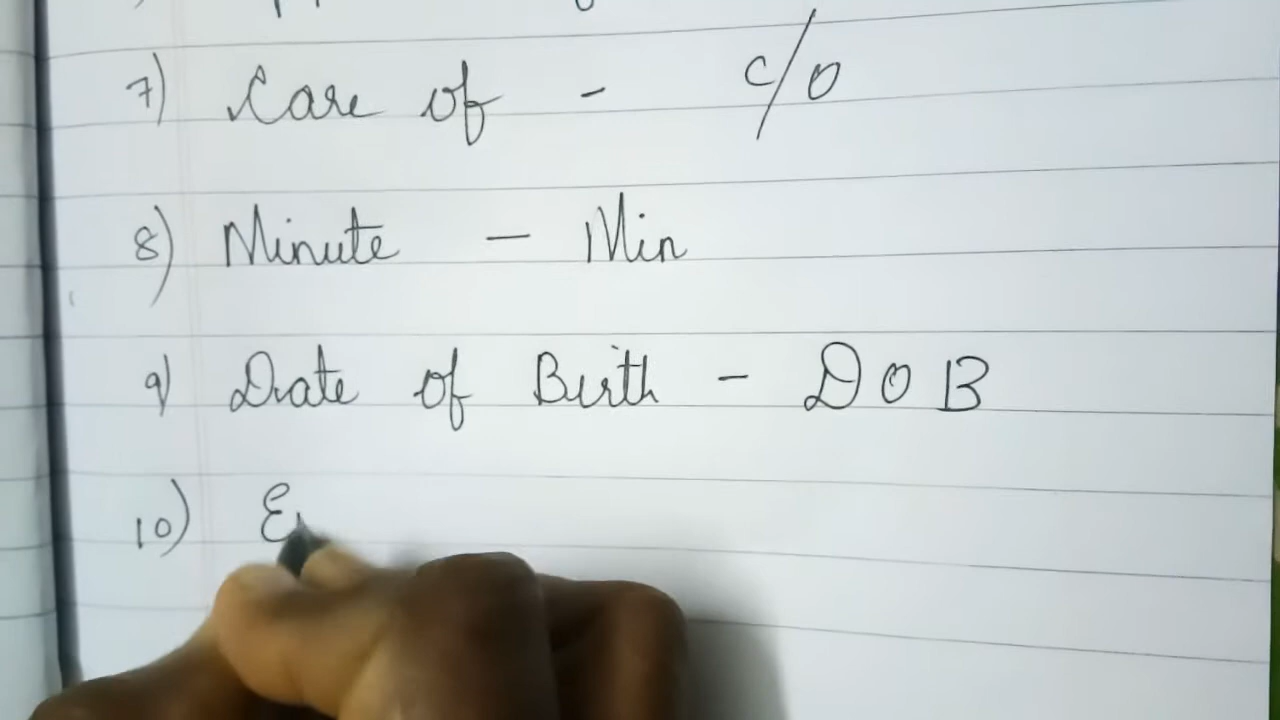 7) Care of - c/o
8) Minute - Min
9) Date of Birth - DOB
10) E